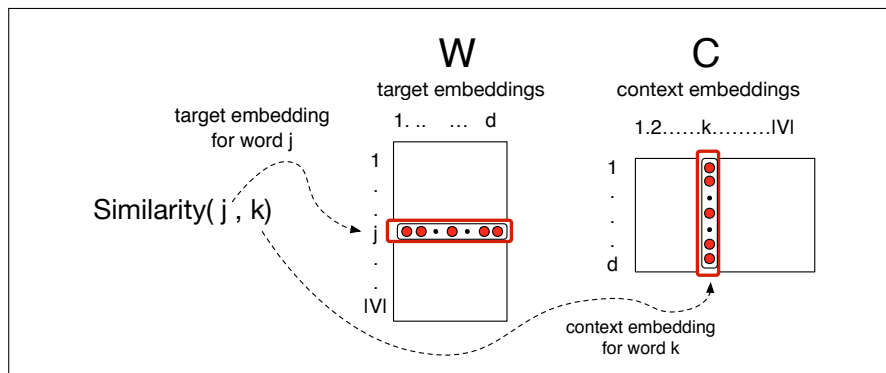 W
target embeddings
1. .. ... d
C
context embeddings
1.2......k.........|V|
target embedding
for word j
Similarity( j , k)
1
.
.
.
j
.
.
|V|
1
.
.
.
d
context embedding
for word k